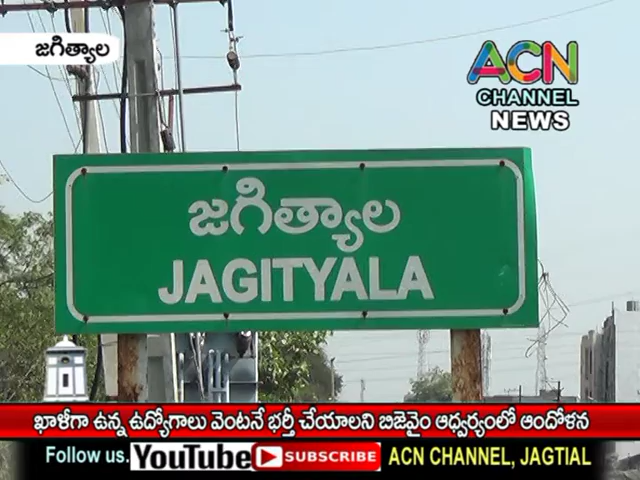 జగిత్యాల
ACN
CHANNEL
NEWS
జగిత్యాల
JAGITYALA
ఖాళీగా ఉన్న ఉద్యోగాలు వెంటనే భర్తీ చేయాలని బిజెవైం ఆధ్వర్యంలో ఆందోళన
Follow us. YouTube SUBSCRIBE ACN CHANNEL, JAGTIAL